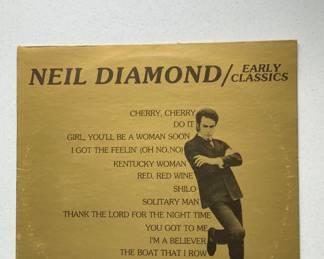 NEIL DIAMOND/EARLY CLASSICS
CHERRY, CHERRY
DO IT
GIRL, YOU'LL BE A WOMAN SOON
I GOT THE FEELIN' (OH NO, NO)
KENTUCKY WOMAN
RED, RED WINE
SHILO
SOLITARY MAN
THANK THE LORD FOR THE NIGHT TIME
YOU GOT TO ME
I'M A BELIEVER
THE BOAT THAT I ROW